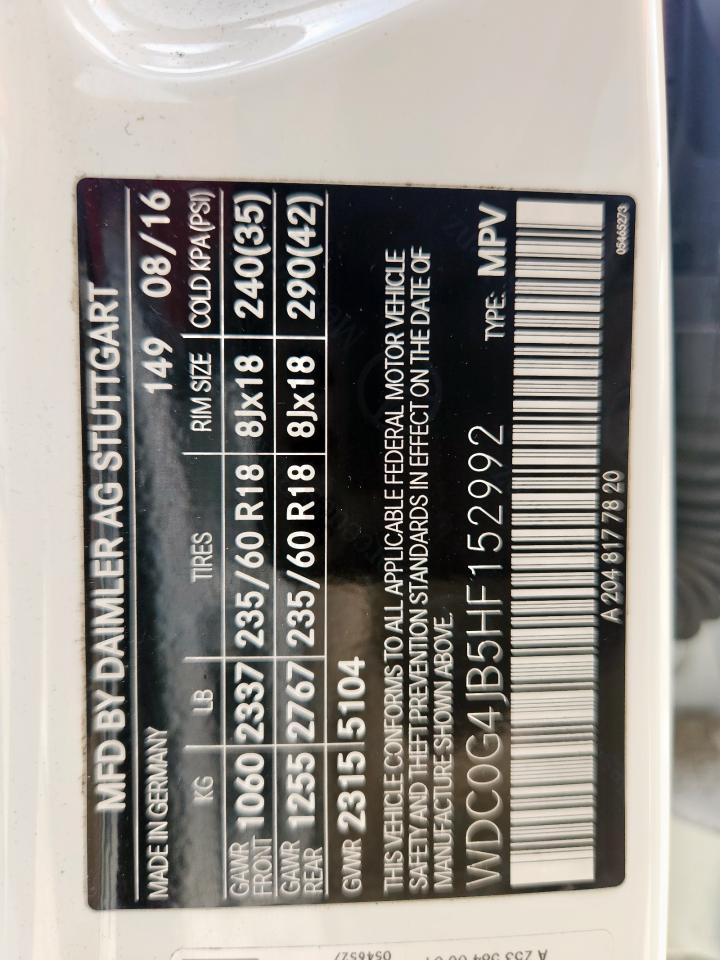 MFD BY DAIMLER AG STUTTGART
MADE IN GERMANY 149 08/16
KG LB TIRES RIM SIZE COLD KPA(PSI)
GAWR FRONT 1060 2337 235/60 R18 8Jx18 240(35)
GAWR REAR 1255 2767 235/60 R18 8Jx18 290(42)
GVWR 2315 5104
THIS VEHICLE CONFORMS TO ALL APPLICABLE FEDERAL MOTOR VEHICLE
SAFETY AND THEFT PREVENTION STANDARDS IN EFFECT ON THE DATE OF
MANUFACTURE SHOWN ABOVE.
WDC0G4JB5HF152992 TYPE: MPV
A 204 817 78 20
05465273